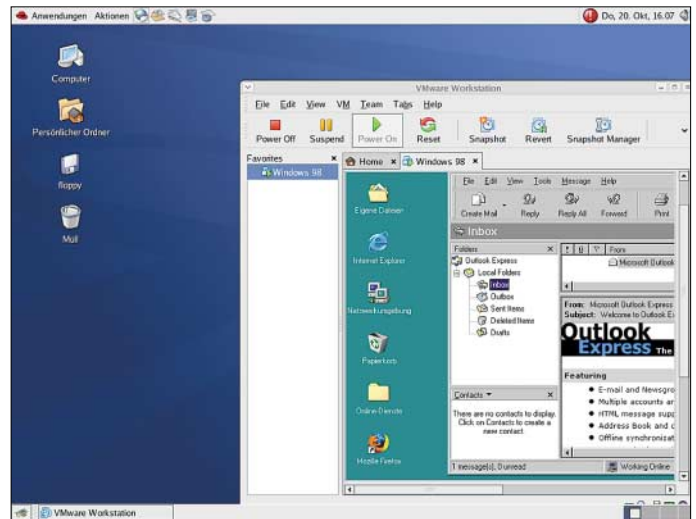 Anwendungen Aktionen Do, 20. Okt, 16.07
Computer
Persönlicher Ordner
floppy
Müll
VMware Workstation
File Edit View VM Team Tabs Help
Power Off Suspend Power On Reset Snapshot Revert Snapshot Manager
Favorites
Windows 98
Home Windows 98
Eigene Dateien
Internet Explorer
Netzwerkumgebung
Papierkorb
Online-Dienste
Mozilla Firefox
File Edit View Tools Message Help
Create Mail Reply Reply All Forward Print
Inbox
Folders
Outlook Express
Local Folders
Inbox
Outbox
Sent Items
Deleted Items
Drafts
Contacts
There are no contacts to display.
Click on Contacts to create a
new contact.
! From
Microsoft Outlook
From: Microsoft Outlook Express
Subject: Welcome to Outlook E
Outlook
Express The
Featuring
E-mail and Newsgro
Multiple accounts ar
HTML message supp
Address Book and c
Offline synchronizat
1 message(s), 0 unread Working Online
VMware Workstation